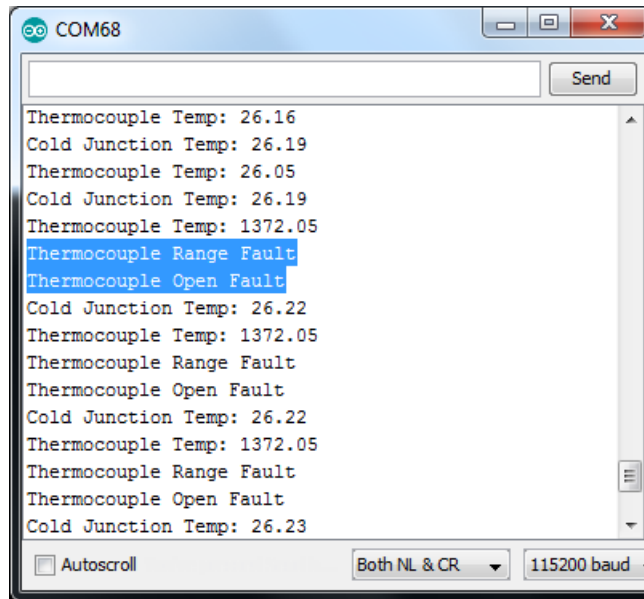 COM68
Send
Thermocouple Temp: 26.16
Cold Junction Temp: 26.19
Thermocouple Temp: 26.05
Cold Junction Temp: 26.19
Thermocouple Temp: 1372.05
Thermocouple Range Fault
Thermocouple Open Fault
Cold Junction Temp: 26.22
Thermocouple Temp: 1372.05
Thermocouple Range Fault
Thermocouple Open Fault
Cold Junction Temp: 26.22
Thermocouple Temp: 1372.05
Thermocouple Range Fault
Thermocouple Open Fault
Cold Junction Temp: 26.23
Autoscroll Both NL & CR 115200 baud